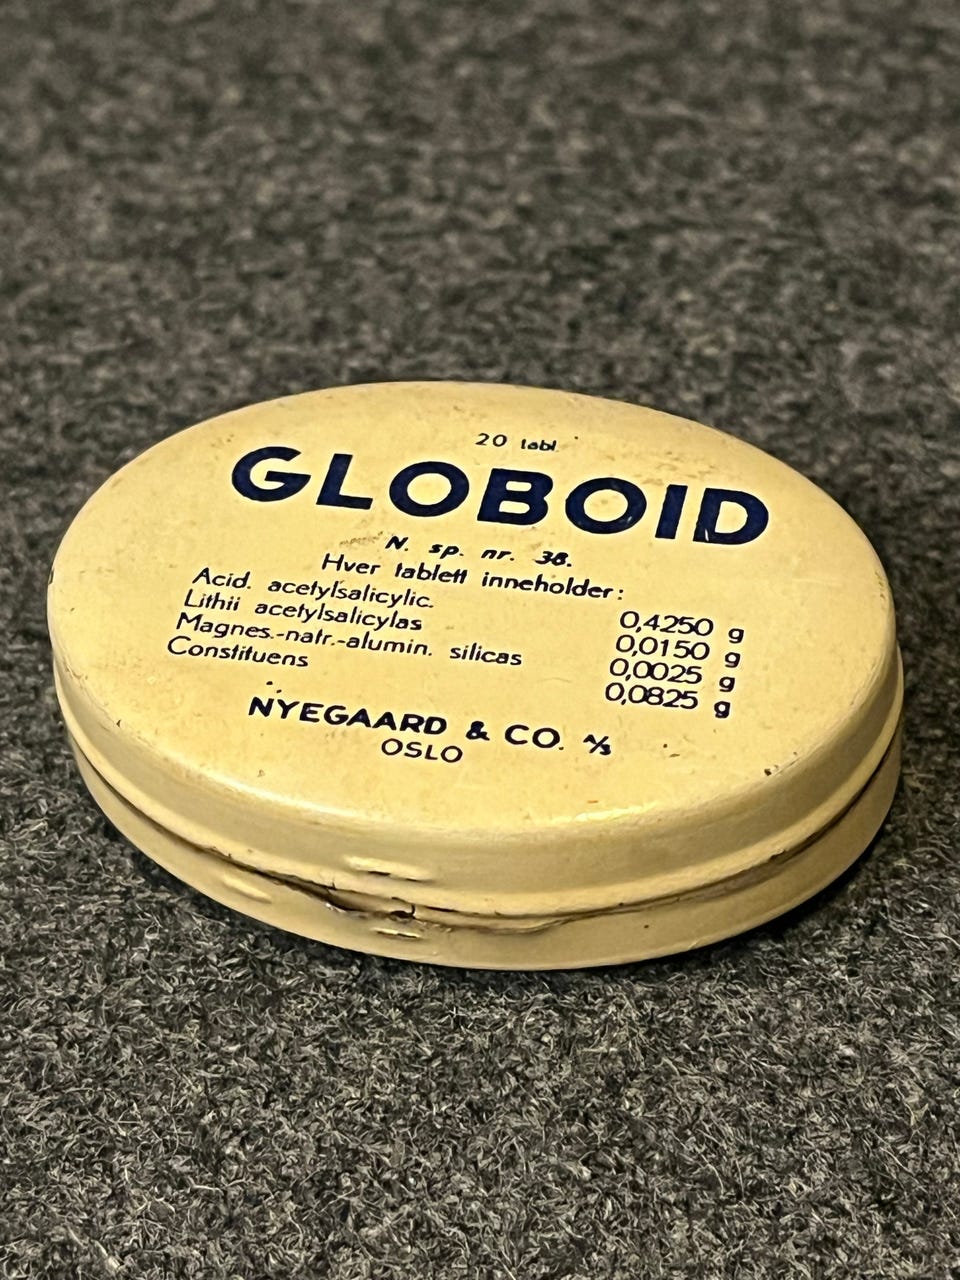 20 tabl.
GLOBOID
N. sp. nr. 38.
Hver tablett inneholder:
Acid. acetylsalicylic. 0,4250 g
Lithii acetylsalicylas 0,0150 g
Magnes.-natr.-alumin. silicas 0,0025 g
Constituens 0,0825 g
NYEGAARD & CO. A/S
OSLO